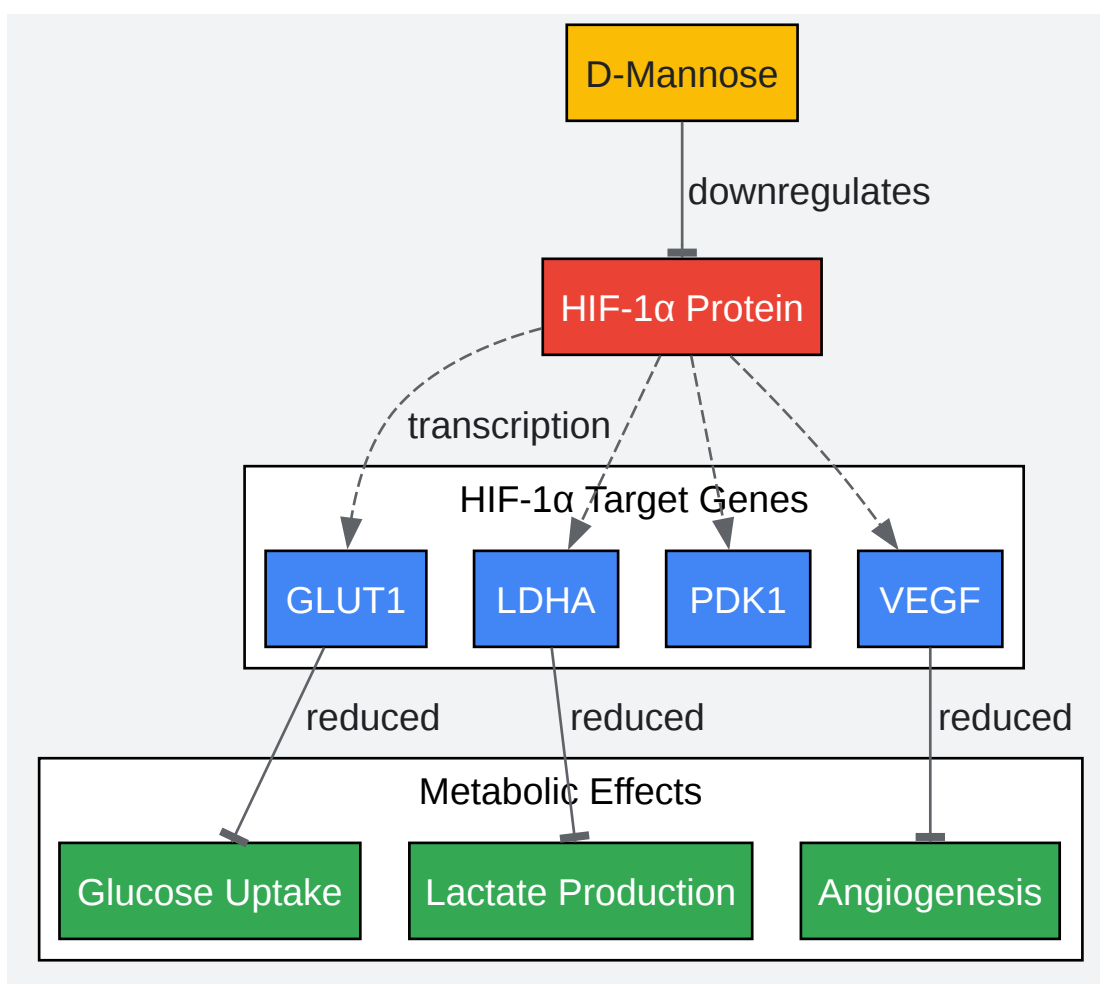 D-Mannose
downregulates
HIF-1α Protein
transcription
HIF-1α Target Genes
GLUT1
LDHA
PDK1
VEGF
reduced
reduced
reduced
Metabolic Effects
Glucose Uptake
Lactate Production
Angiogenesis